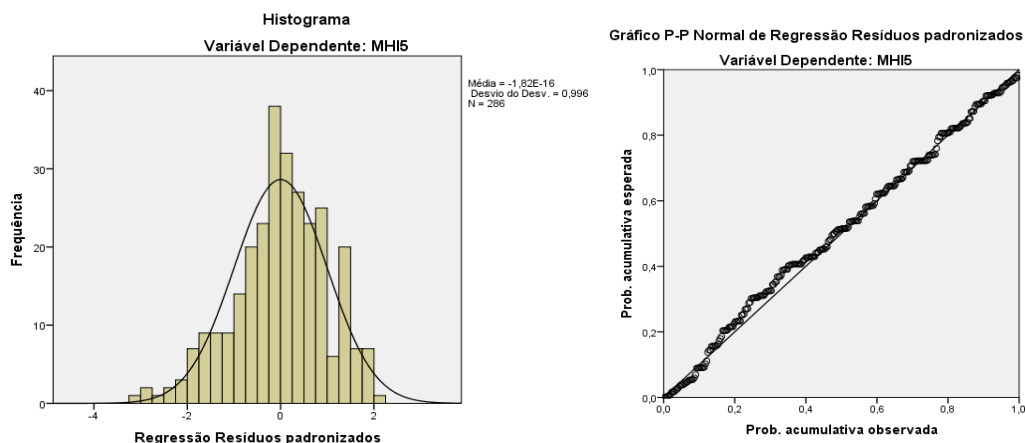 Histograma
Variável Dependente: MHI5
Média = -1,82E-16
Desvio do Desv. = 0,996
N = 286
Frequência
40
30
20
10
0
-4
-2
0
2
Regressão Resíduos padronizados
Gráfico P-P Normal de Regressão Resíduos padronizados
Variável Dependente: MHI5
Prob. acumulativa esperada
1,0
0,8
0,6
0,4
0,2
0,0
0,0
0,2
0,4
0,6
0,8
1,0
Prob. acumulativa observada